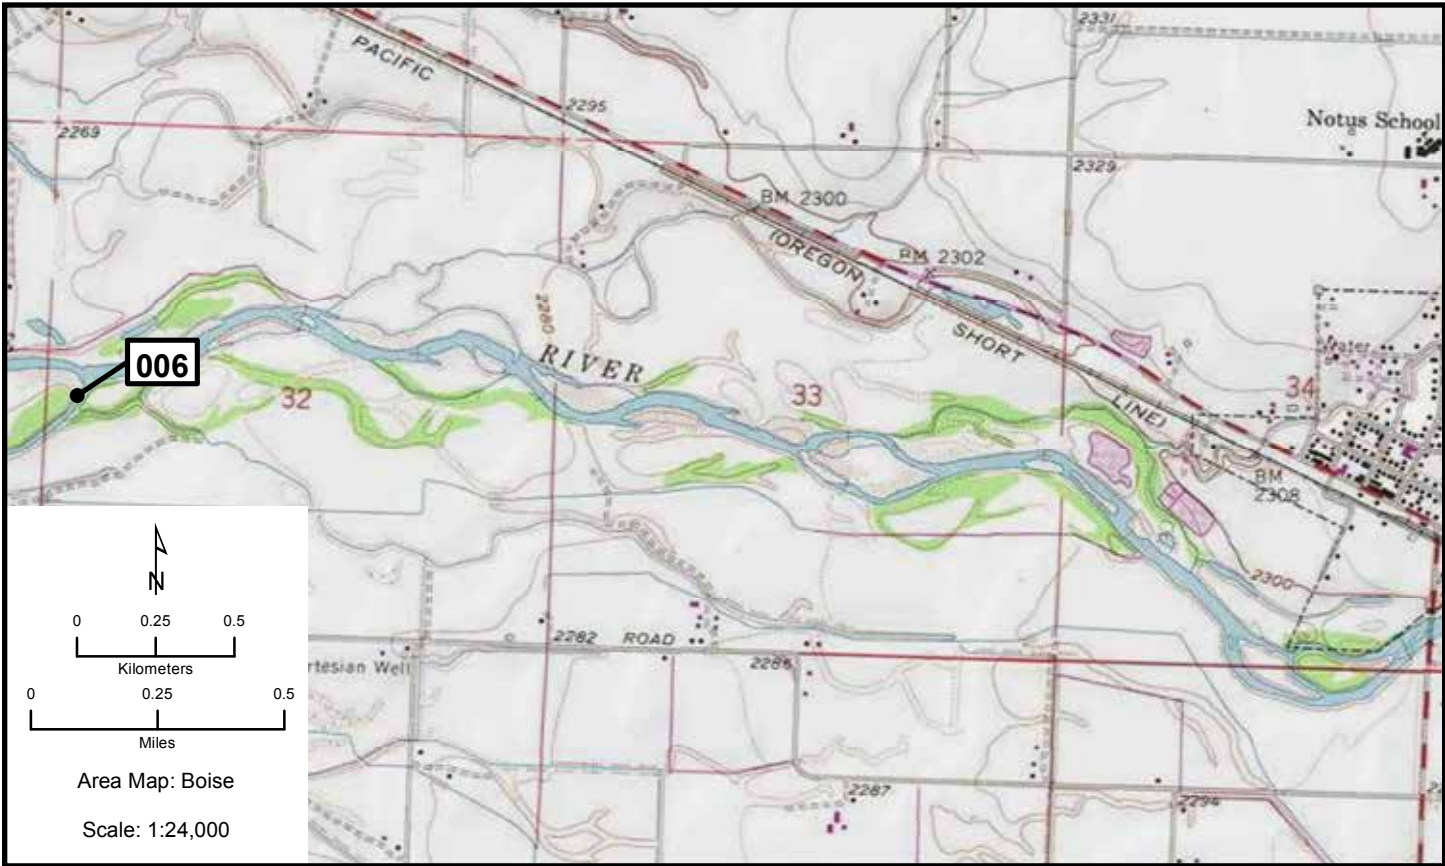 2331
PACIFIC
2295
2269
Notus School
2329
BM 2300
(OREGON
BM 2302
2280
RIVER
SHORT
006
32
33
34
Water
LINE)
BM
2308
2300
N
0 0.25 0.5
Kilometers
0 0.25 0.5
Miles
Area Map: Boise
Scale: 1:24,000
2282 ROAD
rtesian Well
2285
2287
2294